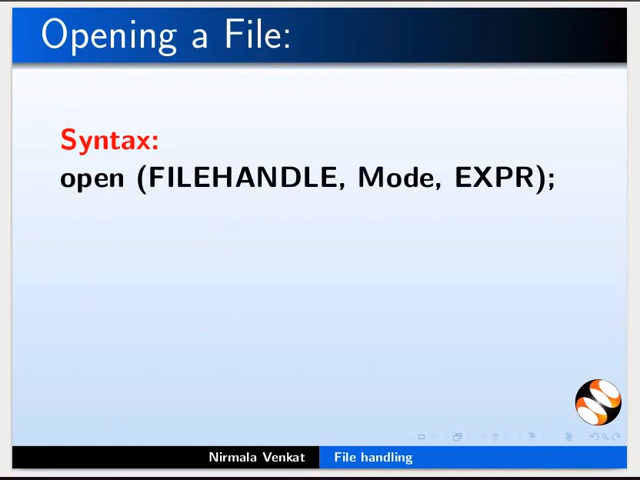 Opening a File:
Syntax:
open (FILEHANDLE, Mode, EXPR);
Nirmala Venkat
File handling